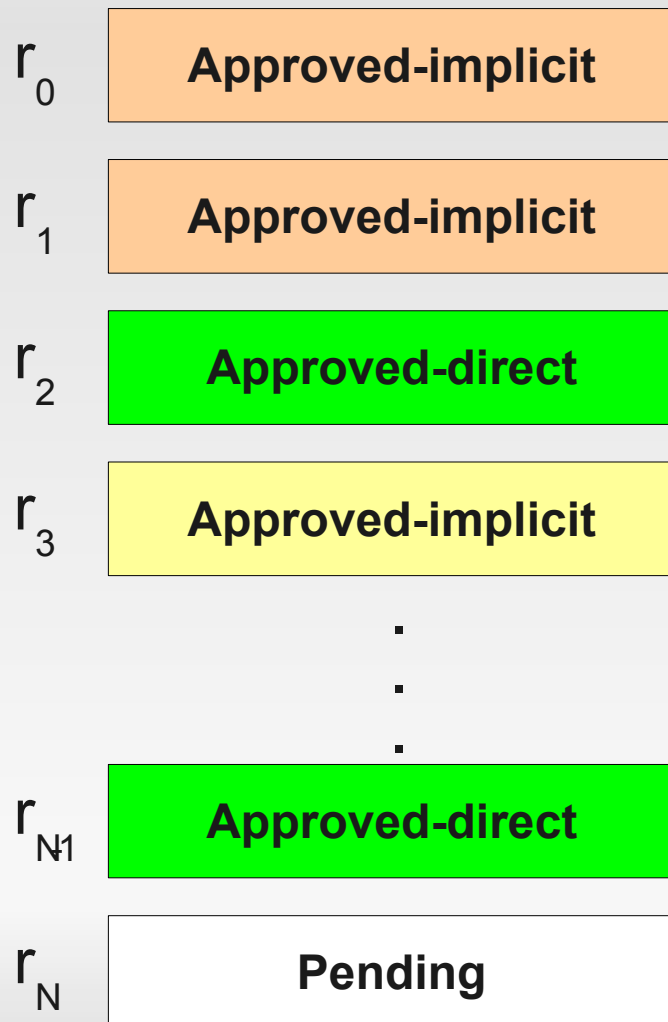 r0 Approved-implicit
r1 Approved-implicit
r2 Approved-direct
r3 Approved-implicit
.
.
.
rN-1 Approved-direct
rN Pending